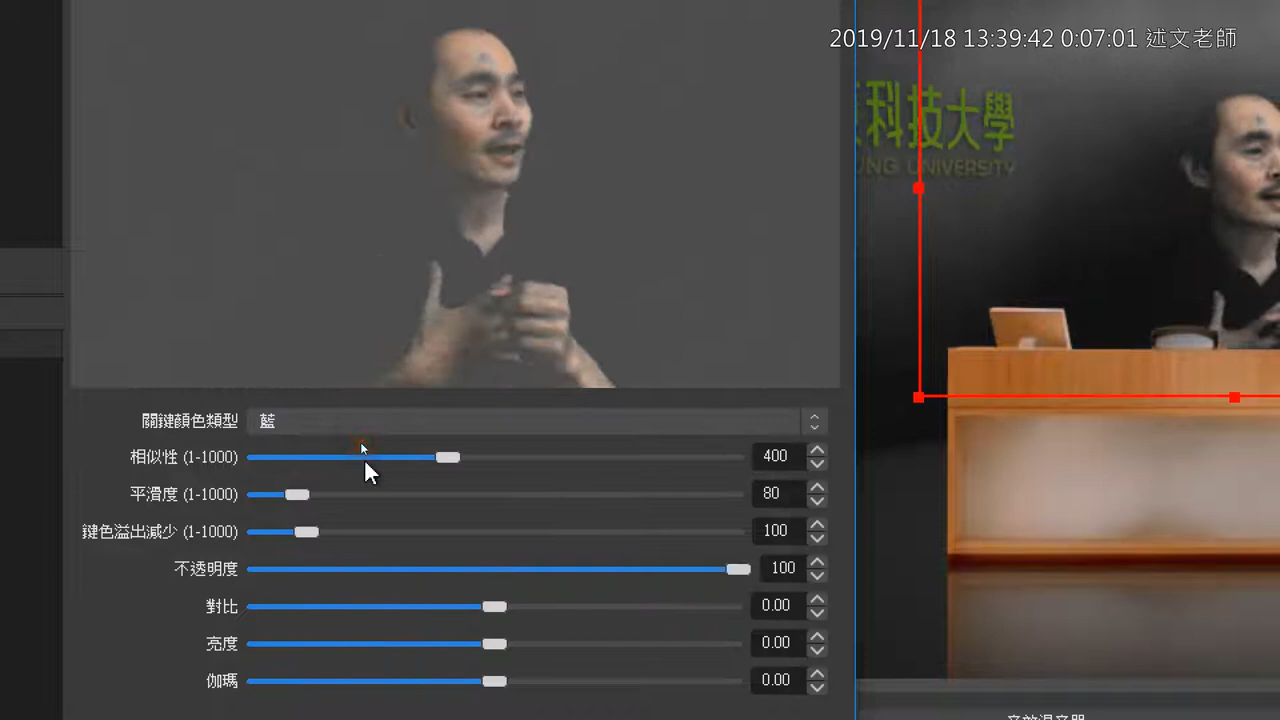 2019/11/18 13:39:42 0:07:01 述文老師
科技大學
UNG UNIVERSITY
關鍵顏色類型 藍
相似性 (1-1000) 400
平滑度 (1-1000) 80
鍵色溢出減少 (1-1000) 100
不透明度 100
對比 0.00
亮度 0.00
伽瑪 0.00